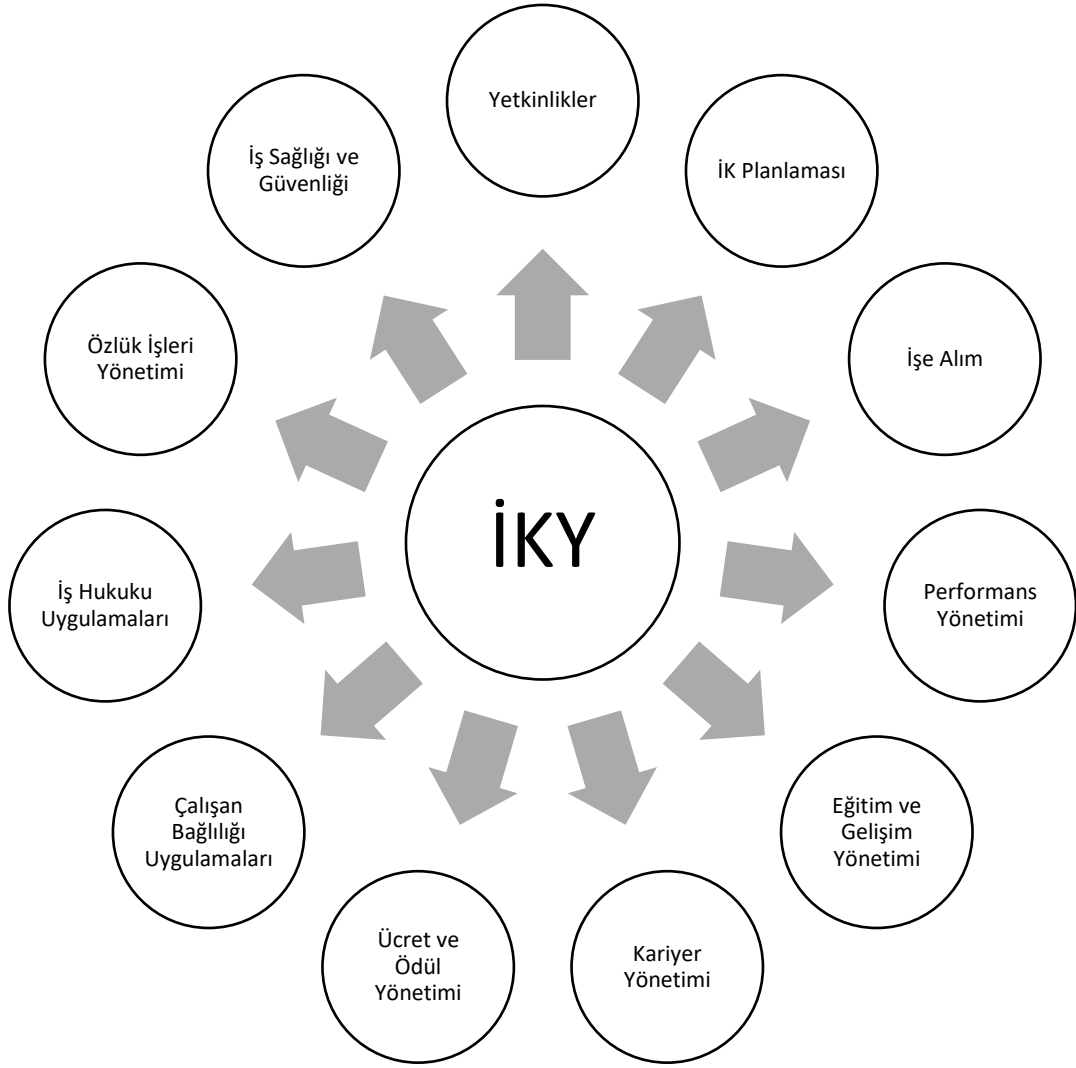 Yetkinlikler
İK Planlaması
İşe Alım
Performans
Yönetimi
Eğitim ve
Gelişim
Yönetimi
Kariyer
Yönetimi
Ücret ve
Ödül
Yönetimi
Çalışan
Bağlılığı
Uygulamaları
İş Hukuku
Uygulamaları
Özlük İşleri
Yönetimi
İş Sağlığı ve
Güvenliği
İKY